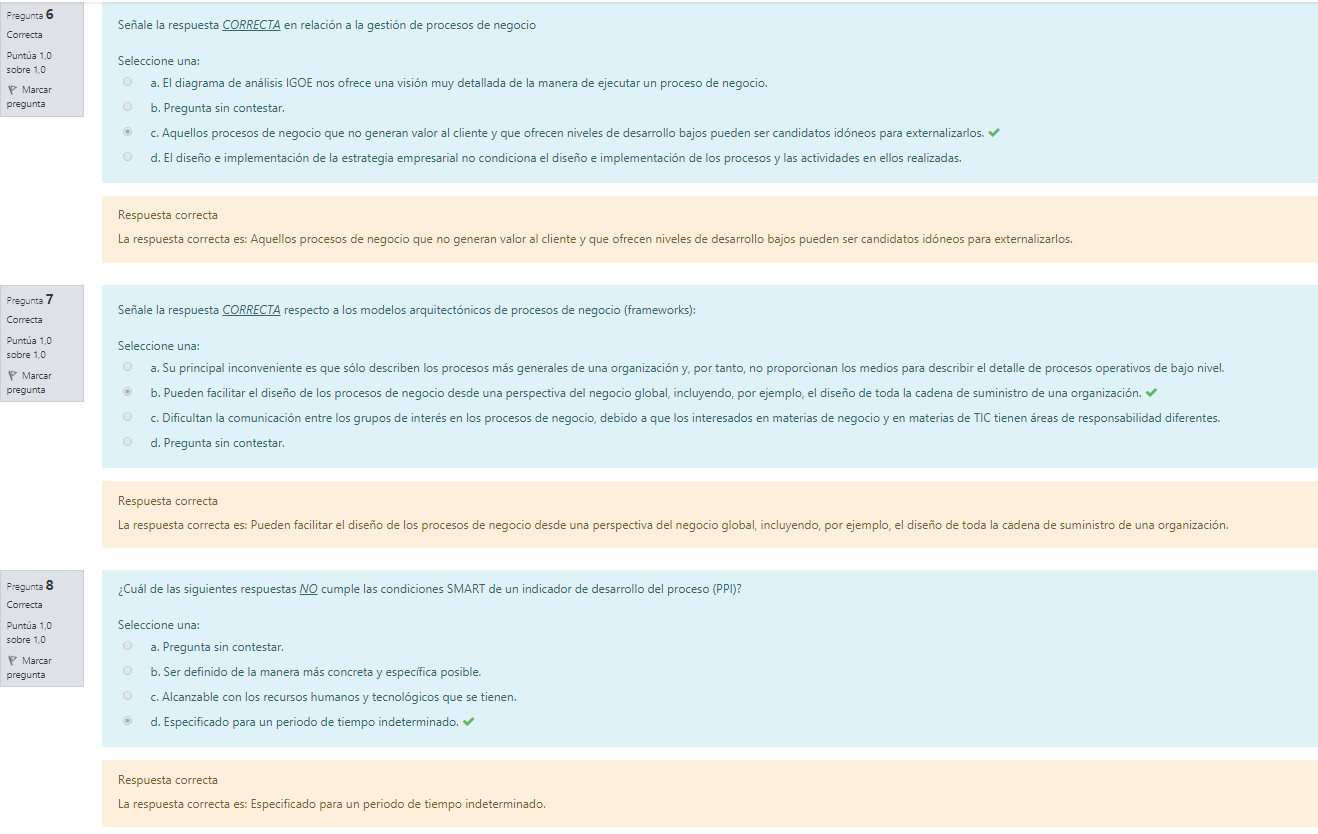 Pregunta 6
Correcta
Puntúa 1,0
sobre 1,0
Marcar
pregunta
Señale la respuesta CORRECTA en relación a la gestión de procesos de negocio
Seleccione una:
a. El diagrama de análisis IGOE nos ofrece una visión muy detallada de la manera de ejecutar un proceso de negocio.
b. Pregunta sin contestar.
c. Aquellos procesos de negocio que no generan valor al cliente y que ofrecen niveles de desarrollo bajos pueden ser candidatos idóneos para externalizarlos.
d. El diseño e implementación de la estrategia empresarial no condiciona el diseño e implementación de los procesos y las actividades en ellos realizadas.
Respuesta correcta
La respuesta correcta es: Aquellos procesos de negocio que no generan valor al cliente y que ofrecen niveles de desarrollo bajos pueden ser candidatos idóneos para externalizarlos.
Pregunta 7
Correcta
Puntúa 1,0
sobre 1,0
Marcar
pregunta
Señale la respuesta CORRECTA respecto a los modelos arquitectónicos de procesos de negocio (frameworks):
Seleccione una:
a. Su principal inconveniente es que sólo describen los procesos más generales de una organización y, por tanto, no proporcionan los medios para describir el detalle de procesos operativos de bajo nivel.
b. Pueden facilitar el diseño de los procesos de negocio desde una perspectiva del negocio global, incluyendo, por ejemplo, el diseño de toda la cadena de suministro de una organización.
c. Dificultan la comunicación entre los grupos de interés en los procesos de negocio, debido a que los interesados en materias de negocio y en materias de TIC tienen áreas de responsabilidad diferentes.
d. Pregunta sin contestar.
Respuesta correcta
La respuesta correcta es: Pueden facilitar el diseño de los procesos de negocio desde una perspectiva del negocio global, incluyendo, por ejemplo, el diseño de toda la cadena de suministro de una organización.
Pregunta 8
Correcta
Puntúa 1,0
sobre 1,0
Marcar
pregunta
¿Cuál de las siguientes respuestas NO cumple las condiciones SMART de un indicador de desarrollo del proceso (PPI)?
Seleccione una:
a. Pregunta sin contestar.
b. Ser definido de la manera más concreta y específica posible.
c. Alcanzable con los recursos humanos y tecnológicos que se tienen.
d. Especificado para un periodo de tiempo indeterminado.
Respuesta correcta
La respuesta correcta es: Especificado para un periodo de tiempo indeterminado.